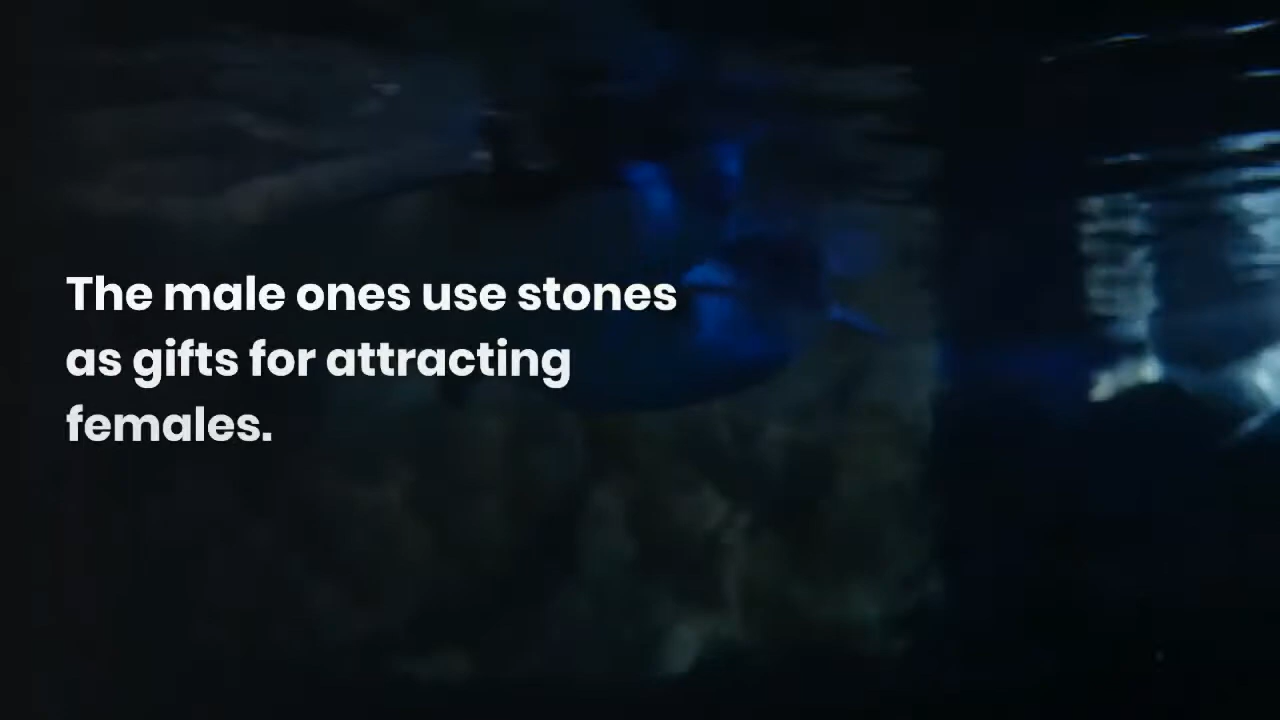 The male ones use stones
as gifts for attracting
females.